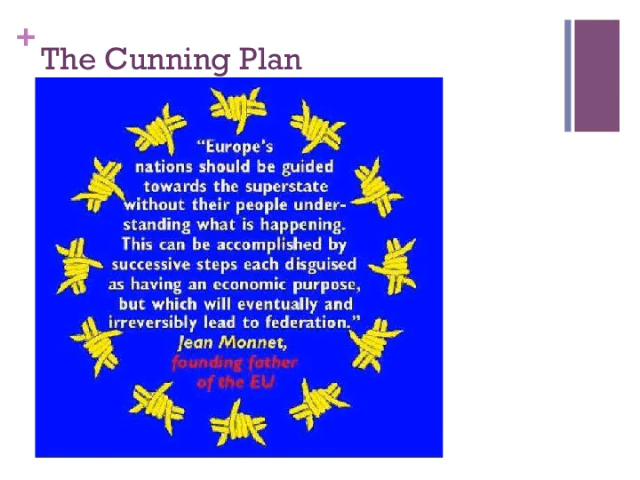 +
The Cunning Plan
“Europe’s
nations should be guided
towards the superstate
without their people under-
standing what is happening.
This can be accomplished by
successive steps each disguised
as having an economic purpose,
but which will eventually and
irreversibly lead to federation.”
Jean Monnet,
founding father
of the EU